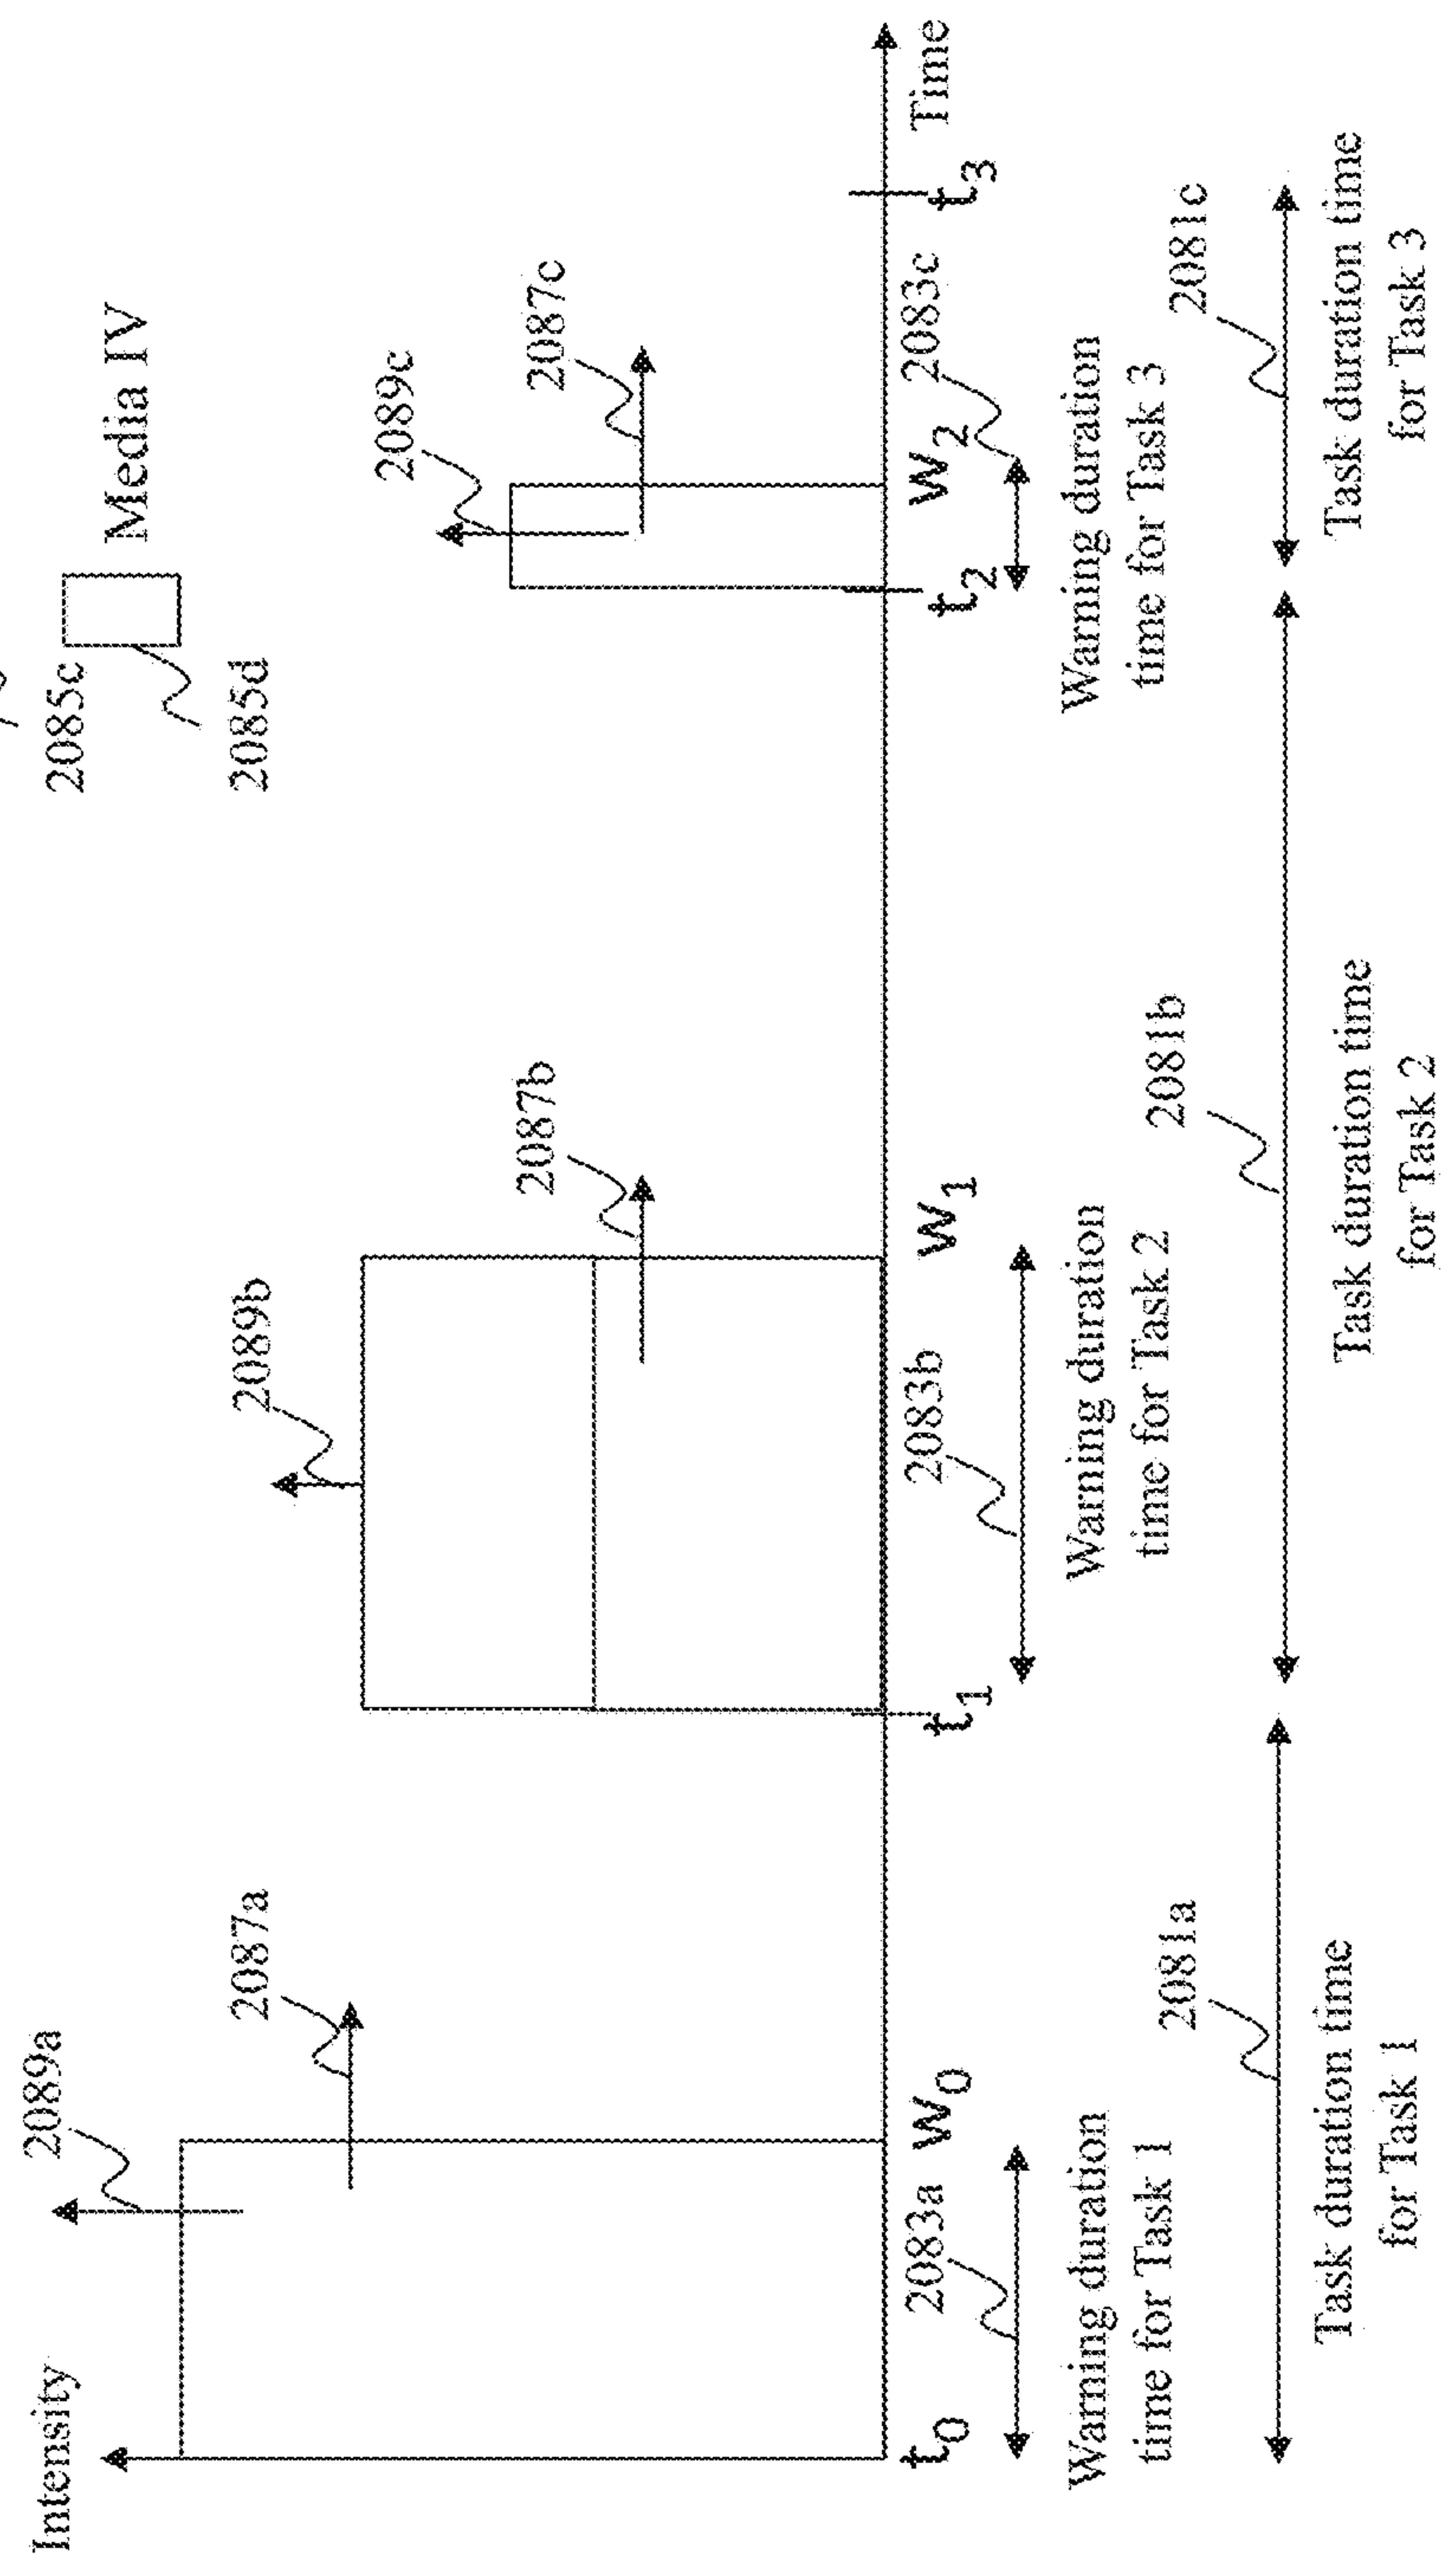 2085c
Media IV
2085d
Intensity
2089a
2087a
2089b
2087b
2089c
2087c
t0
2083a
w0
t1
2083b
w1
t2
w2
2083c
t3
Time
Warning duration
time for Task 1
Warning duration
time for Task 2
Warning duration
time for Task 3
2081a
2081b
2081c
Task duration time
for Task 1
Task duration time
for Task 2
Task duration time
for Task 3